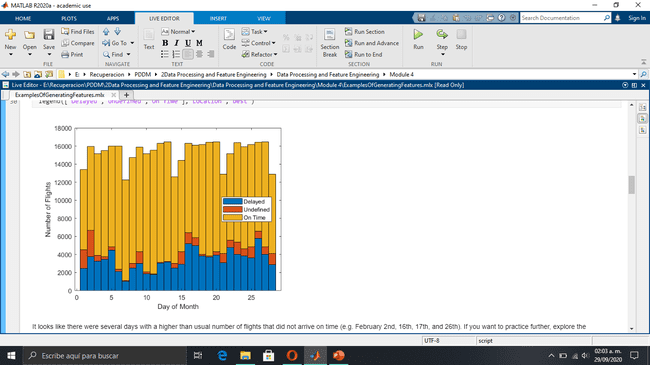 MATLAB R2020a - academic use
HOME PLOTS APPS LIVE EDITOR INSERT VIEW
Search Documentation Sign In
New Open Save
Find Files
Compare
Print
Go To
Find
Text
Normal
B I U M
Code
Task
Control
Refactor
Section Break
Run Section
Run and Advance
Run to End
Run Step Stop
FILE NAVIGATE TEXT CODE SECTION RUN
E: Recuperacion PDDM 2Data Processing and Feature Engineering Data Processing and Feature Engineering Module 4
Live Editor - E:\Recuperacion\PDDM\2Data Processing and Feature Engineering\Data Processing and Feature Engineering\Module 4\ExamplesOfGeneratingFeatures.mlx [Read Only]
ExamplesOfGeneratingFeatures.mlx
30 legend(["Delayed","Undefined","On Time"],"Location","best")
18000
16000
14000
12000
10000
8000
6000
4000
2000
0
Number of Flights
Delayed
Undefined
On Time
0 5 10 15 20 25
Day of Month
It looks like there were several days with a higher than usual number of flights that did not arrive on time (e.g. February 2nd, 16th, 17th, and 26th). If you want to practice further, explore the
UTF-8 script
Escribe aquí para buscar
02:03 a. m.
29/09/2020